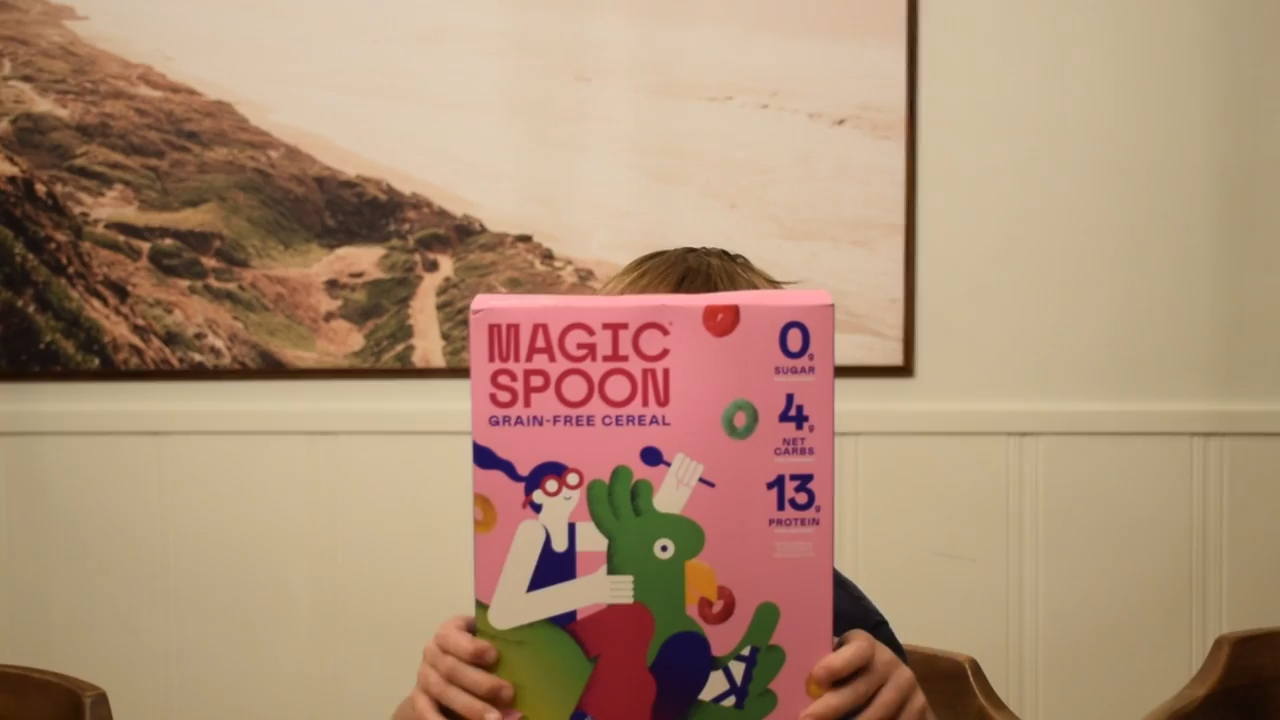 MAGIC
SPOON
GRAIN-FREE CEREAL
0g
SUGAR
4g
NET
CARBS
13g
PROTEIN